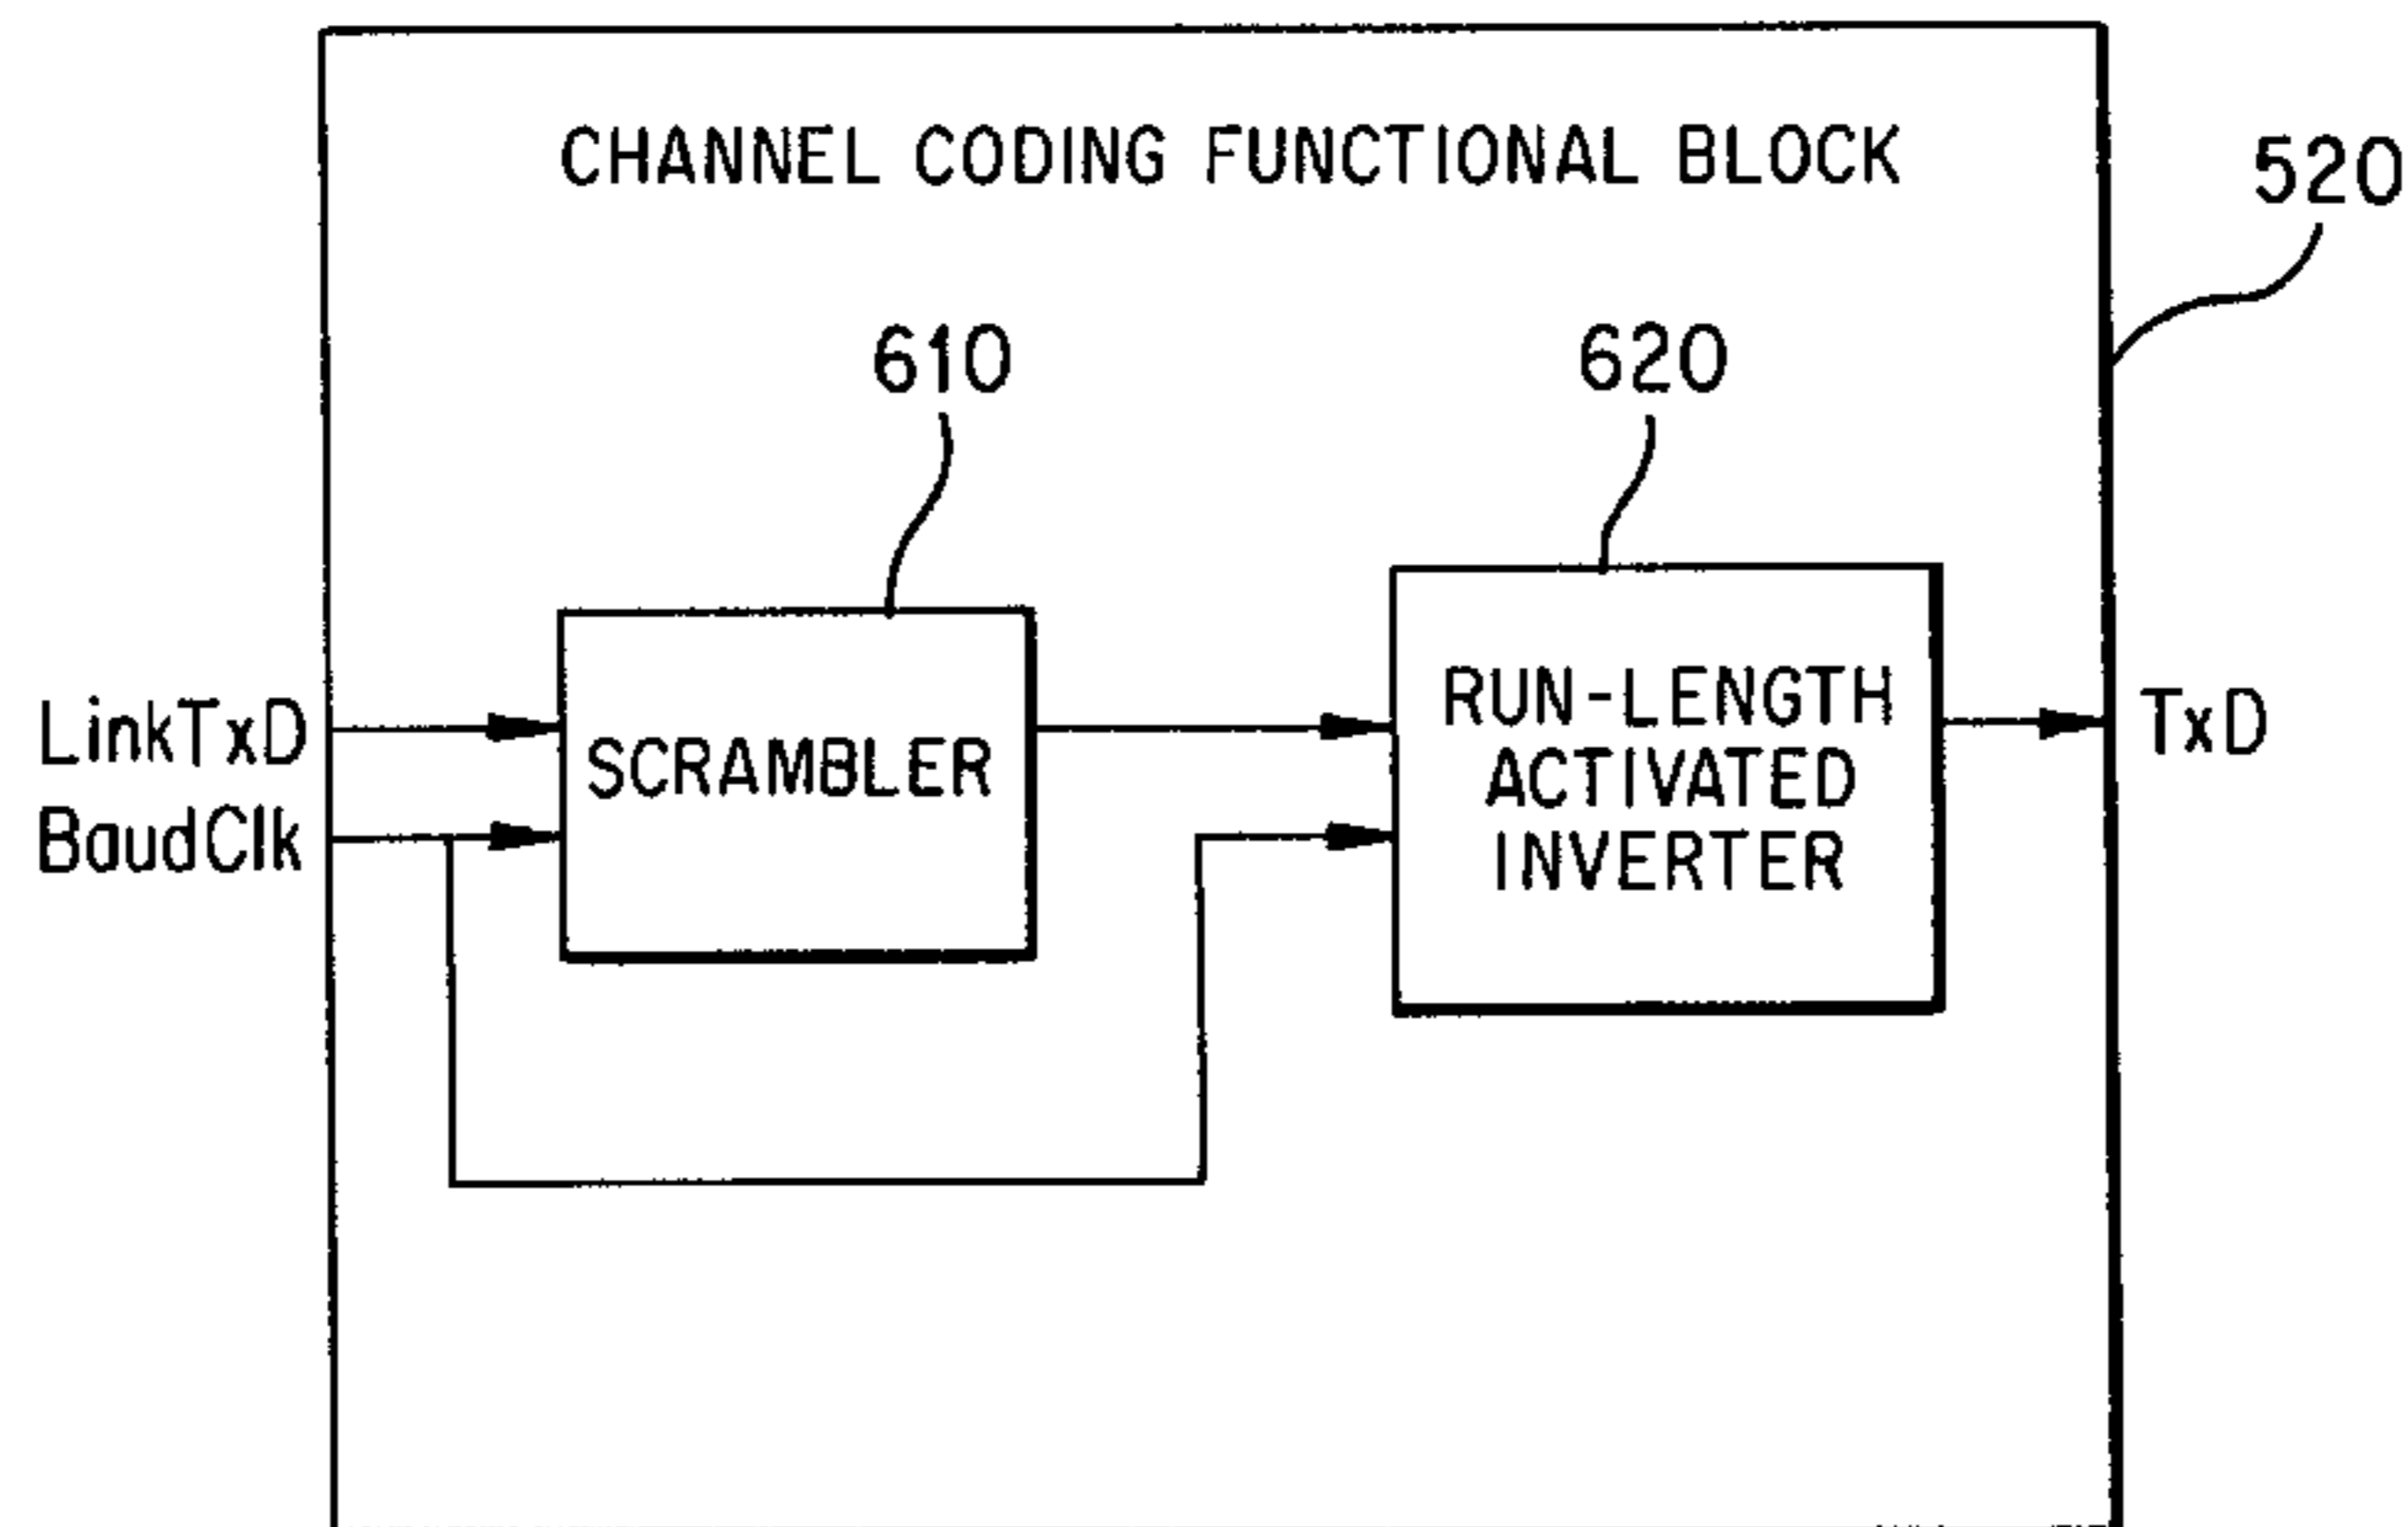 CHANNEL CODING FUNCTIONAL BLOCK
520
610
620
LinkTxD
BaudClk
SCRAMBLER
RUN-LENGTH
ACTIVATED
INVERTER
TxD